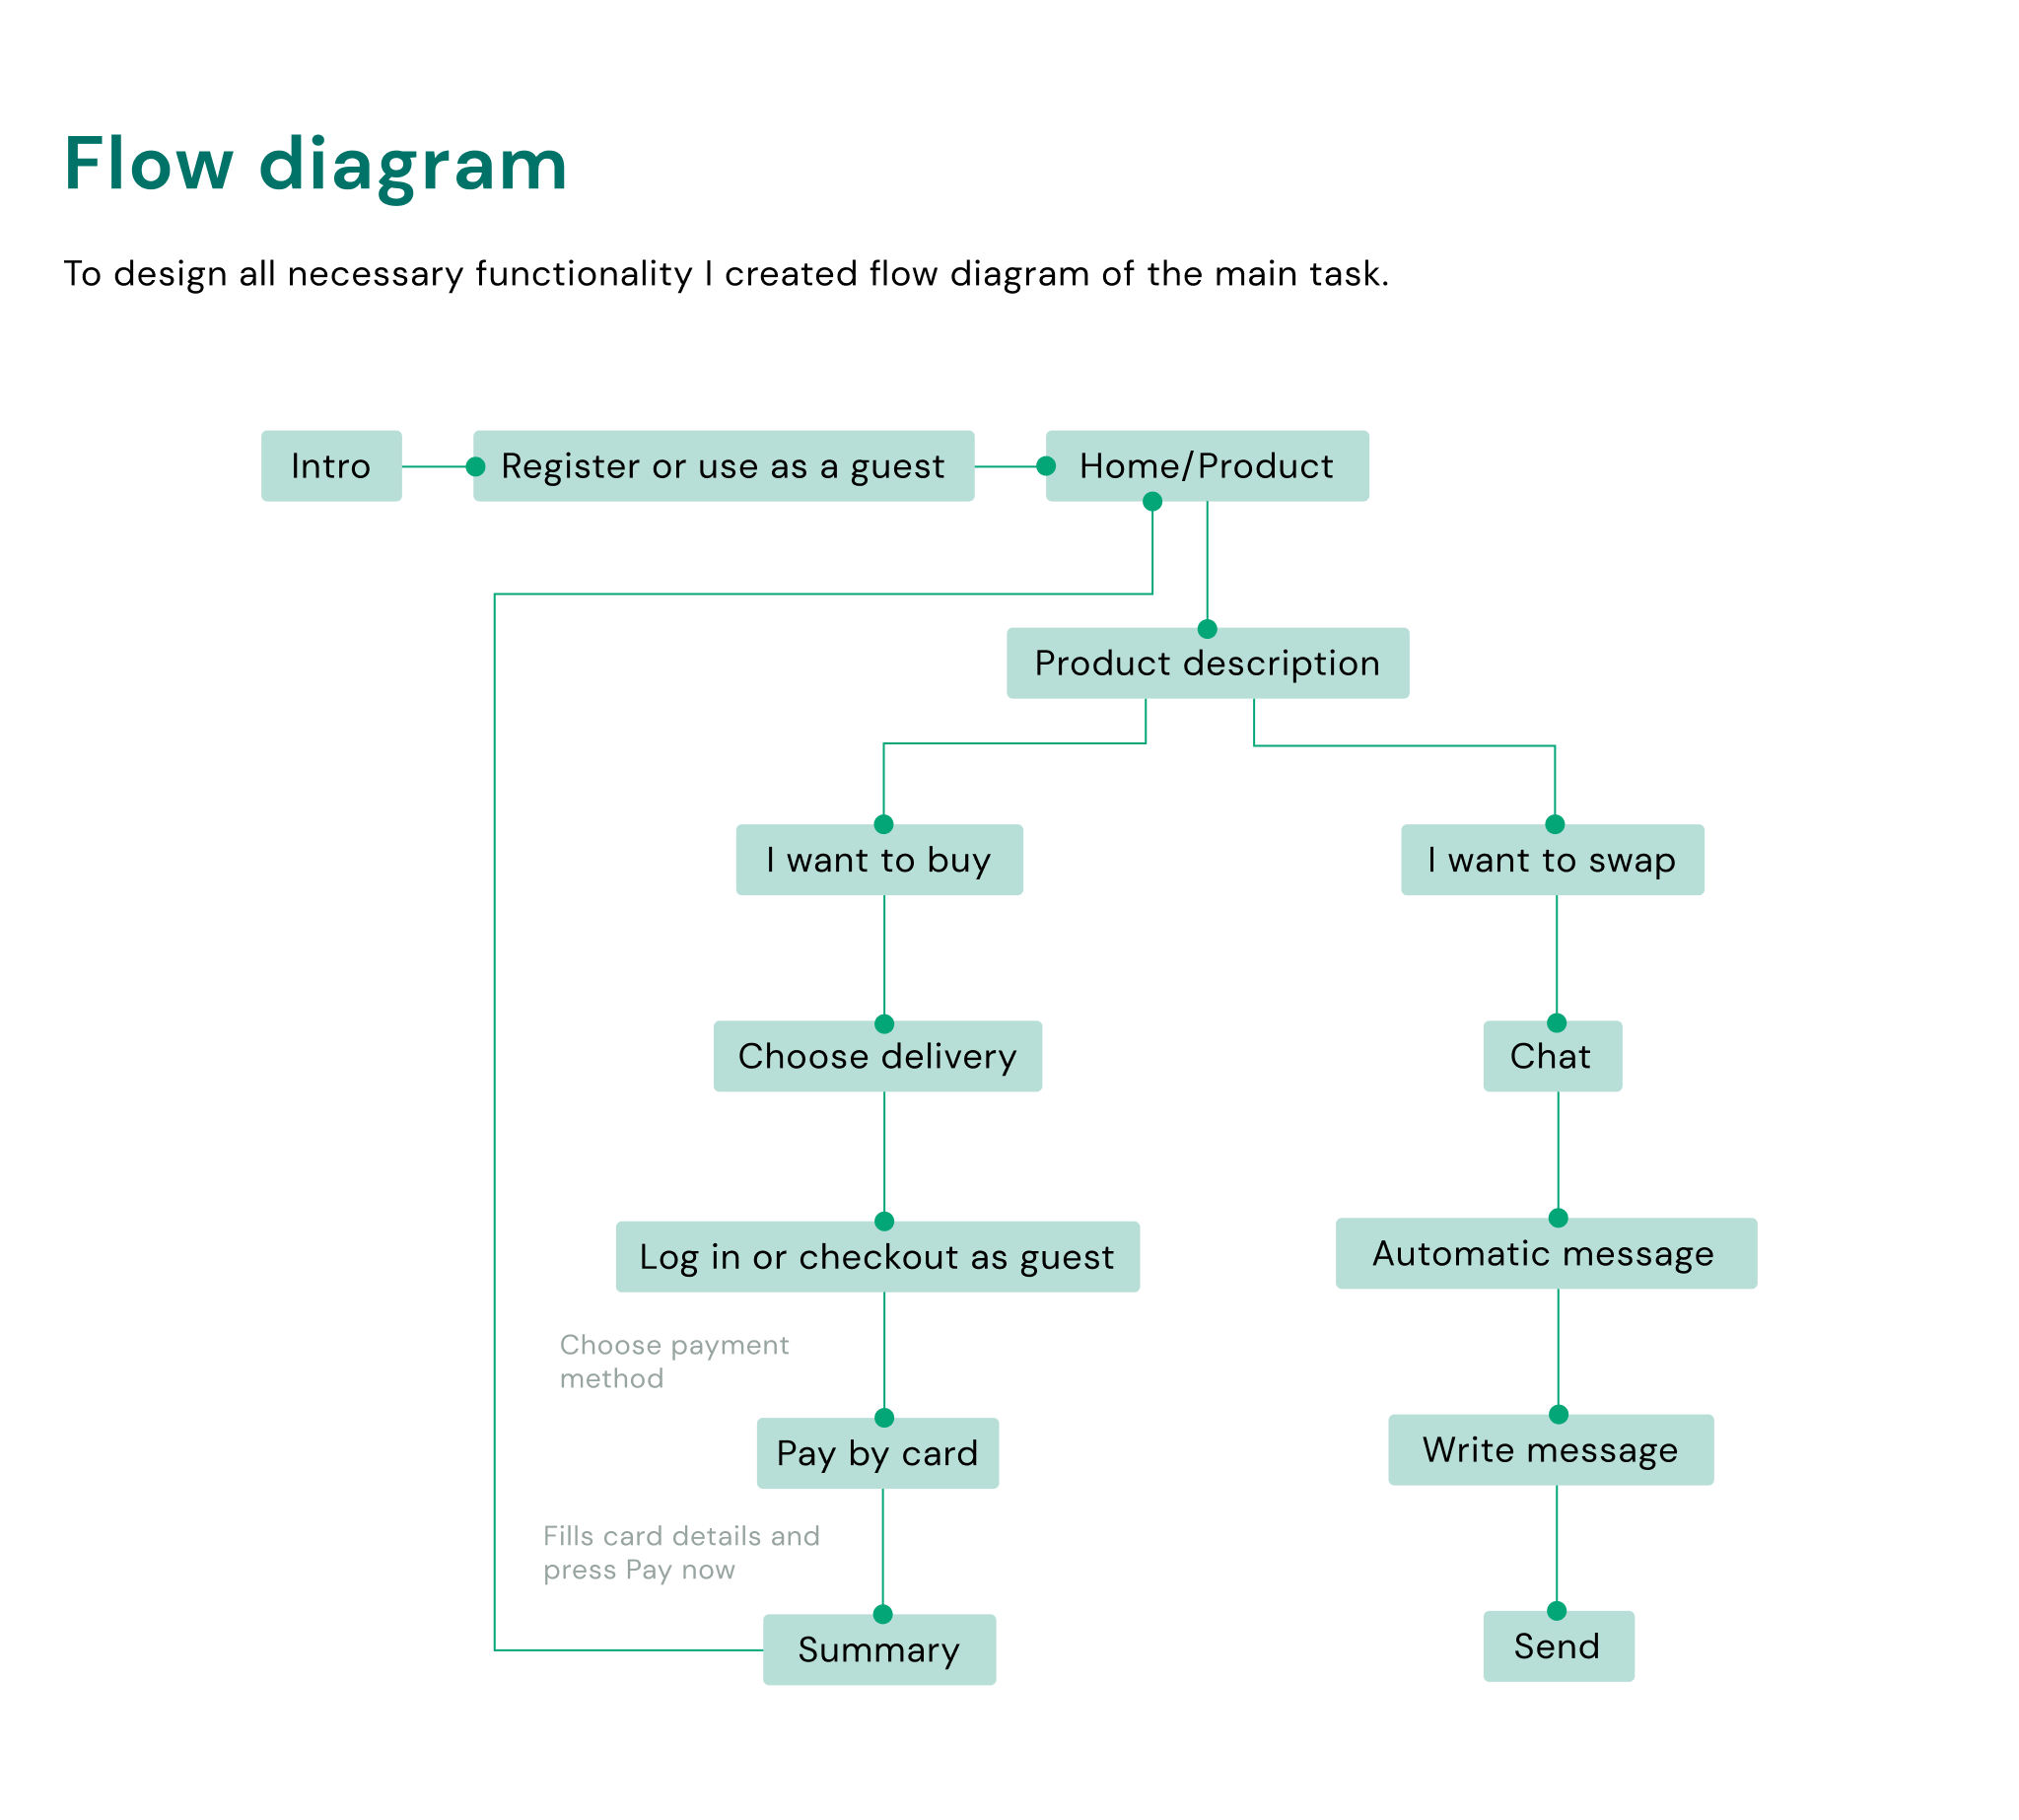 Flow diagram
To design all necessary functionality I created flow diagram of the main task.
Intro
Register or use as a guest
Home/Product
Product description
I want to buy
I want to swap
Choose delivery
Chat
Log in or checkout as guest
Automatic message
Choose payment
method
Pay by card
Write message
Fills card details and
press Pay now
Summary
Send